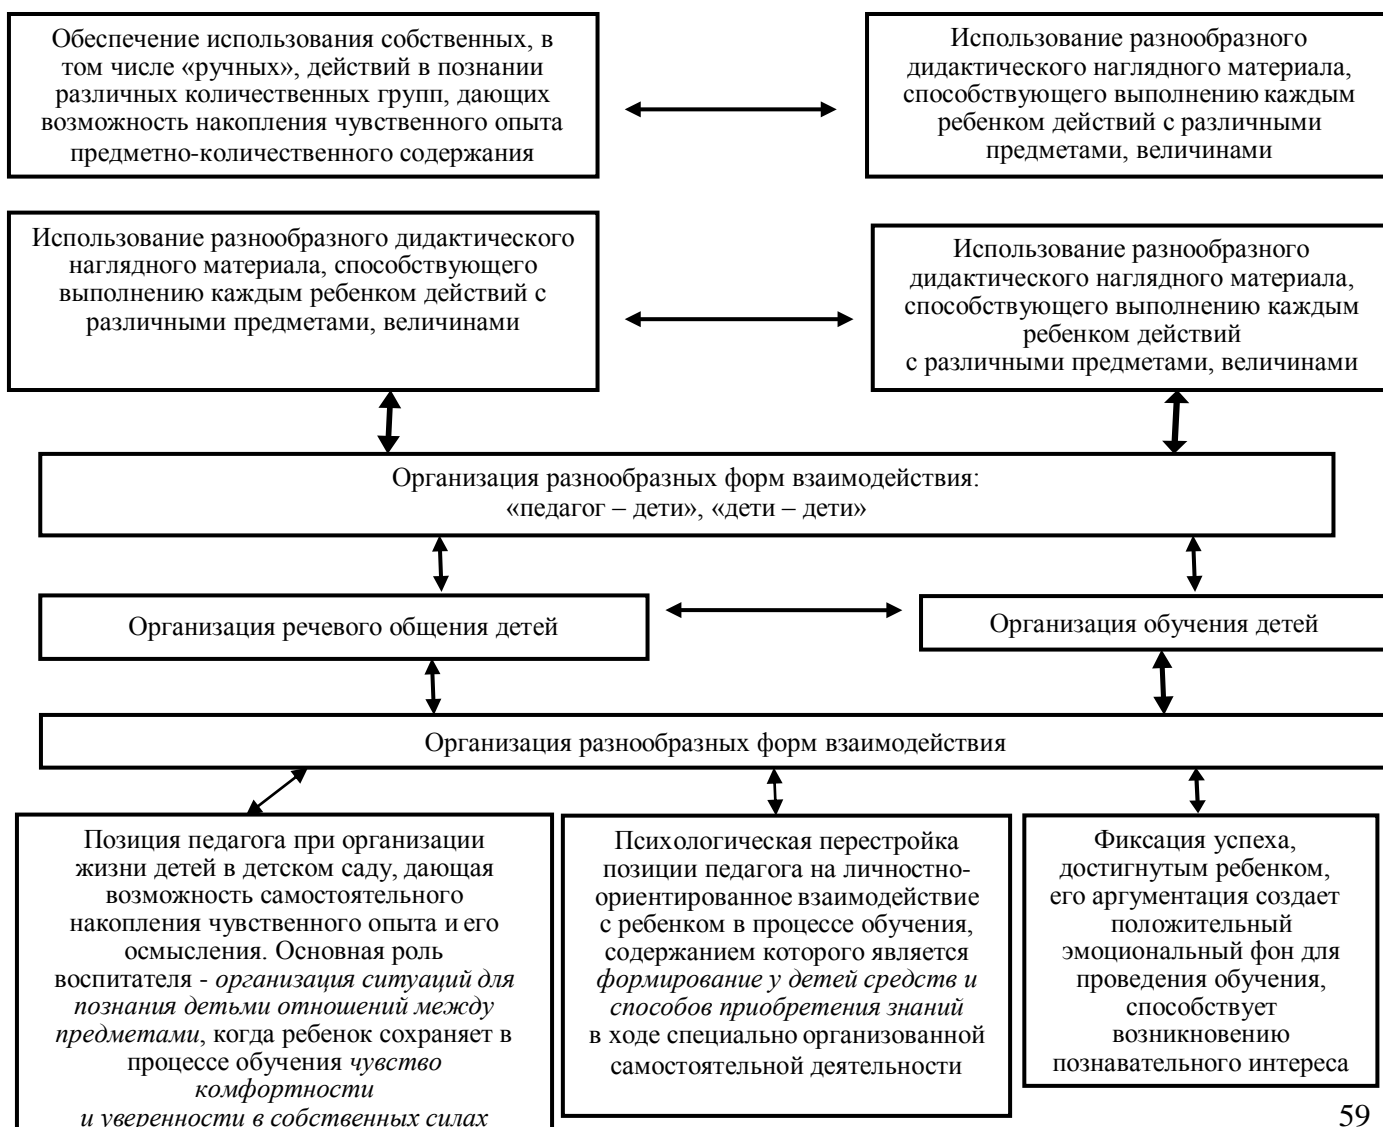 Обеспечение использования собственных, в
том числе «ручных», действий в познании
различных количественных групп, дающих
возможность накопления чувственного опыта
предметно-количественного содержания
Использование разнообразного
дидактического наглядного материала,
способствующего выполнению каждым
ребенком действий с различными
предметами, величинами
Использование разнообразного дидактического
наглядного материала, способствующего
выполнению каждым ребенком действий с
различными предметами, величинами
Использование разнообразного
дидактического наглядного материала,
способствующего выполнению каждым
ребенком действий
с различными предметами, величинами
Организация разнообразных форм взаимодействия:
«педагог – дети», «дети – дети»
Организация речевого общения детей
Организация обучения детей
Организация разнообразных форм взаимодействия
Позиция педагога при организации
жизни детей в детском саду, дающая
возможность самостоятельного
накопления чувственного опыта и его
осмысления. Основная роль
воспитателя - организация ситуаций для
познания детьми отношений между
предметами, когда ребенок сохраняет в
процессе обучения чувство
комфортности
и уверенности в собственных силах
Психологическая перестройка
позиции педагога на личностно-
ориентированное взаимодействие
с ребенком в процессе обучения,
содержанием которого является
формирование у детей средств и
способов приобретения знаний
в ходе специально организованной
самостоятельной деятельности
Фиксация успеха,
достигнутым ребенком,
его аргументация создает
положительный
эмоциональный фон для
проведения обучения,
способствует
возникновению
познавательного интереса
59